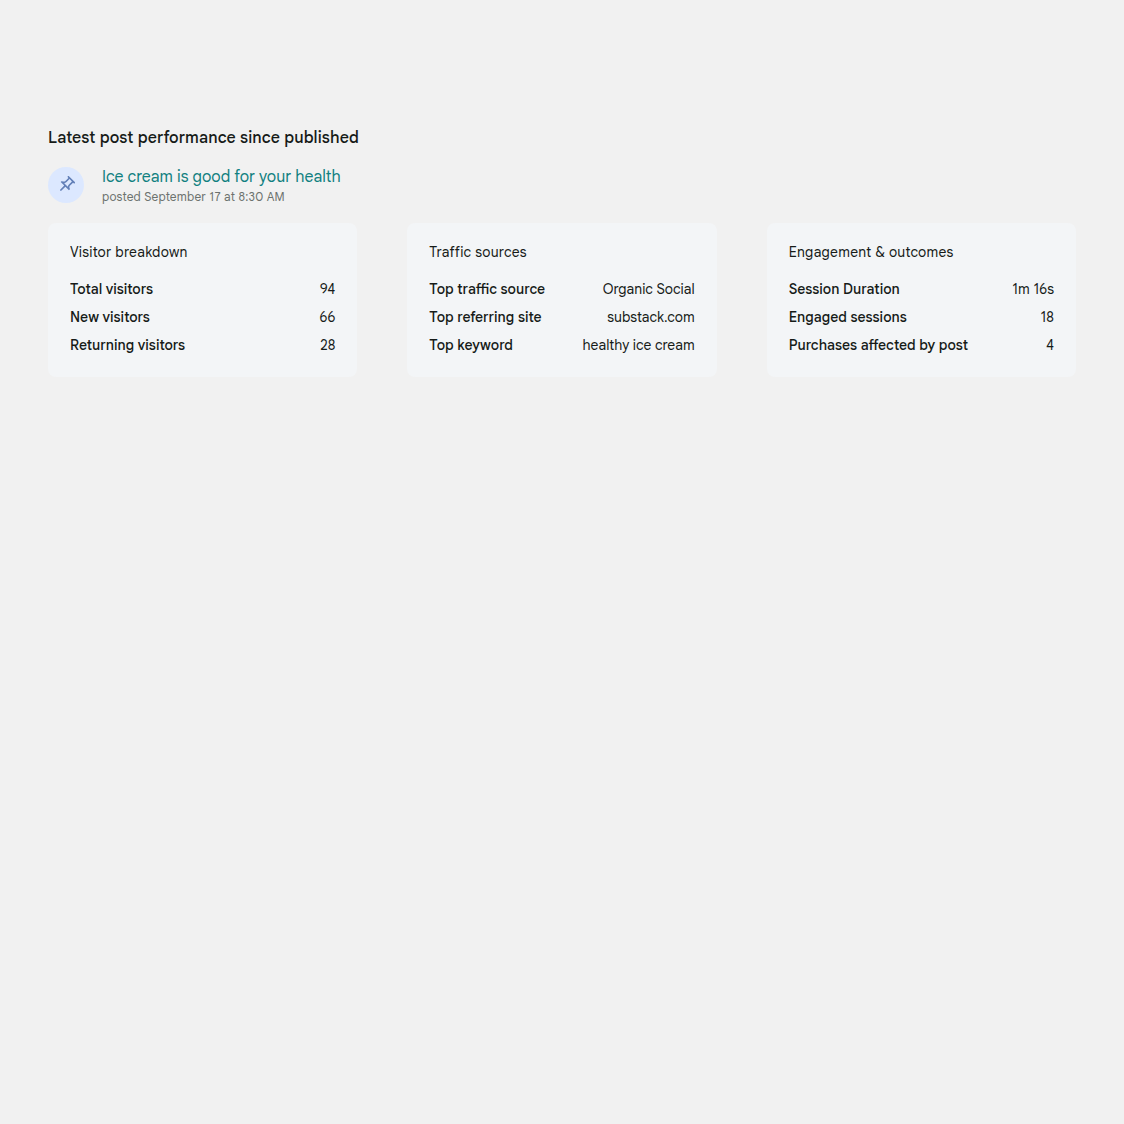 Latest post performance since published
Ice cream is good for your health
posted September 17 at 8:30 AM
Visitor breakdown
Total visitors 94
New visitors 66
Returning visitors 28
Traffic sources
Top traffic source Organic Social
Top referring site substack.com
Top keyword healthy ice cream
Engagement & outcomes
Session Duration 1m 16s
Engaged sessions 18
Purchases affected by post 4